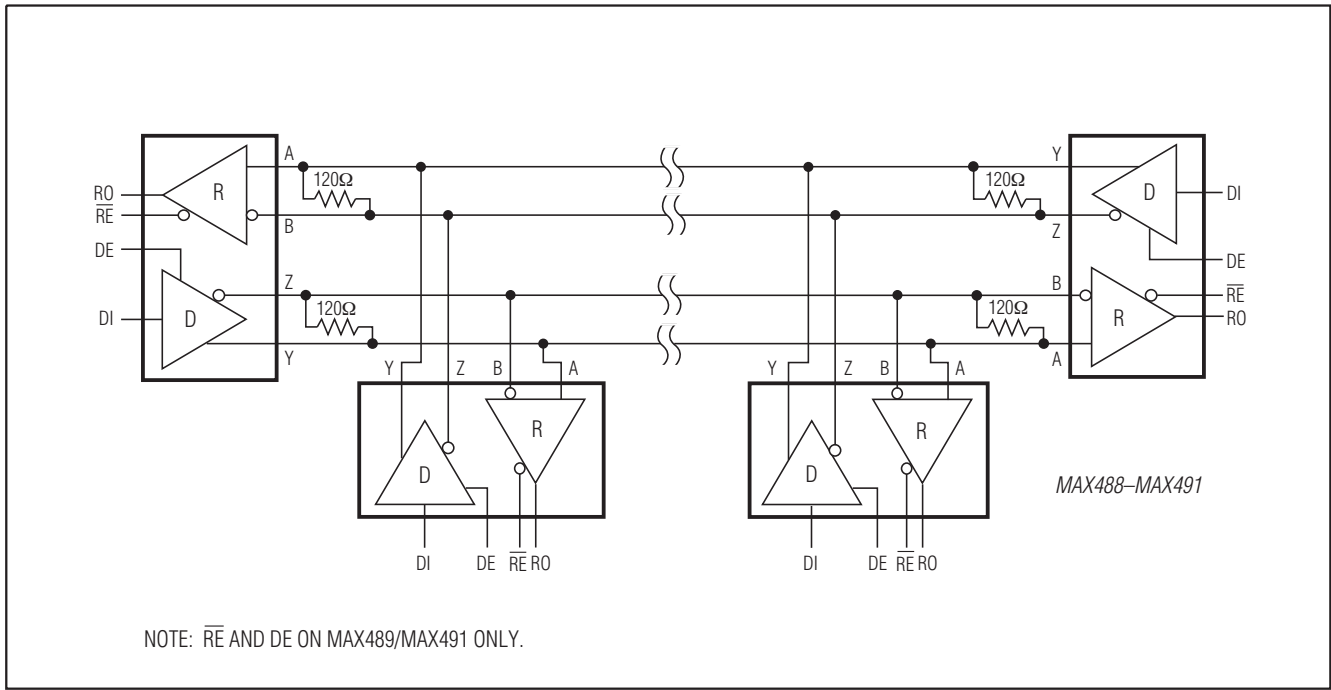 A
Y
120Ω
120Ω
RO
R
D
DI
RE
B
Z
DE
DE
Z
B
RE
120Ω
120Ω
DI
D
R
RO
Y
A
Y
Z
B
A
Y
Z
B
A
R
R
D
D
MAX488–MAX491
DI
DE
RE
RO
DI
DE
RE
RO
NOTE: RE AND DE ON MAX489/MAX491 ONLY.